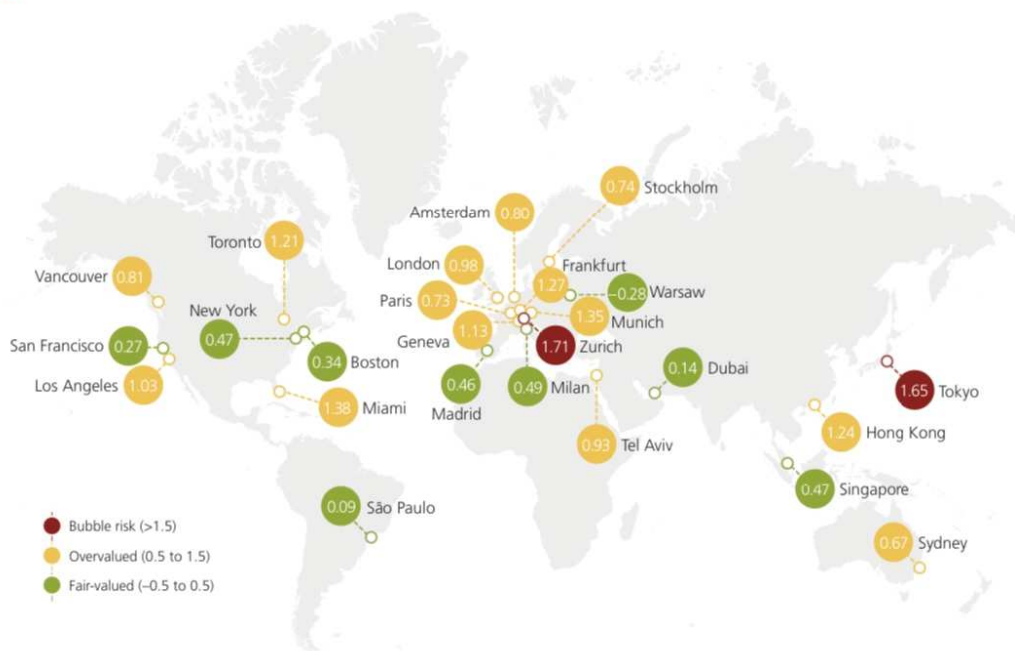 0.74 Stockholm
Amsterdam 0.80
Toronto 1.21
London 0.98
Frankfurt
1.27
Vancouver 0.81
Paris 0.73
–0.28 Warsaw
New York
0.47
1.35
Munich
Geneva 1.13
San Francisco 0.27
0.34 Boston
1.71 Zurich
0.14 Dubai
Los Angeles 1.03
0.46
Madrid
0.49 Milan
1.65 Tokyo
1.38 Miami
1.24 Hong Kong
0.93 Tel Aviv
0.47 Singapore
0.09 São Paulo
0.67 Sydney
Bubble risk (>1.5)
Overvalued (0.5 to 1.5)
Fair-valued (–0.5 to 0.5)